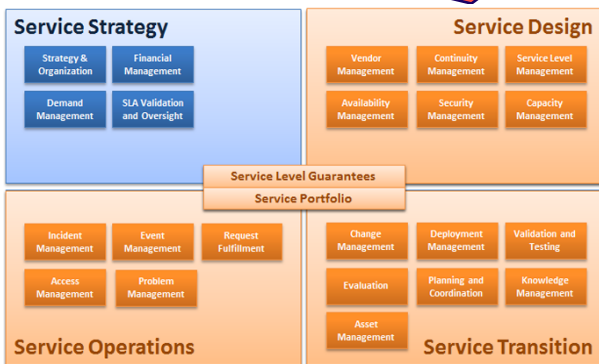 Service Strategy
Strategy &
Organization
Financial
Management
Demand
Management
SLA Validation
and Oversight
Service Design
Vendor
Management
Continuity
Management
Service Level
Management
Availability
Management
Security
Management
Capacity
Management
Service Level Guarantees
Service Portfolio
Incident
Management
Event
Management
Request
Fulfillment
Access
Management
Problem
Management
Service Operations
Change
Management
Deployment
Management
Validation and
Testing
Evaluation
Planning and
Coordination
Knowledge
Management
Asset
Management
Service Transition